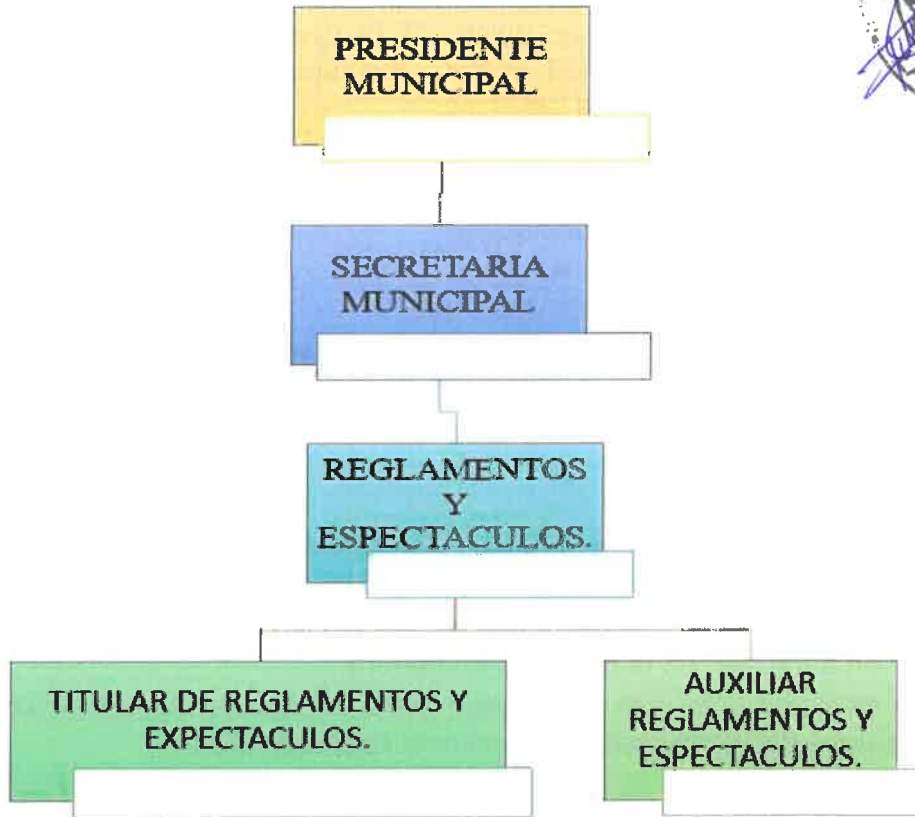 PRESIDENTE
MUNICIPAL
SECRETARIA
MUNICIPAL
REGLAMENTOS
Y
ESPECTACULOS.
TITULAR DE REGLAMENTOS Y
EXPECTACULOS.
AUXILIAR
REGLAMENTOS Y
ESPECTACULOS.